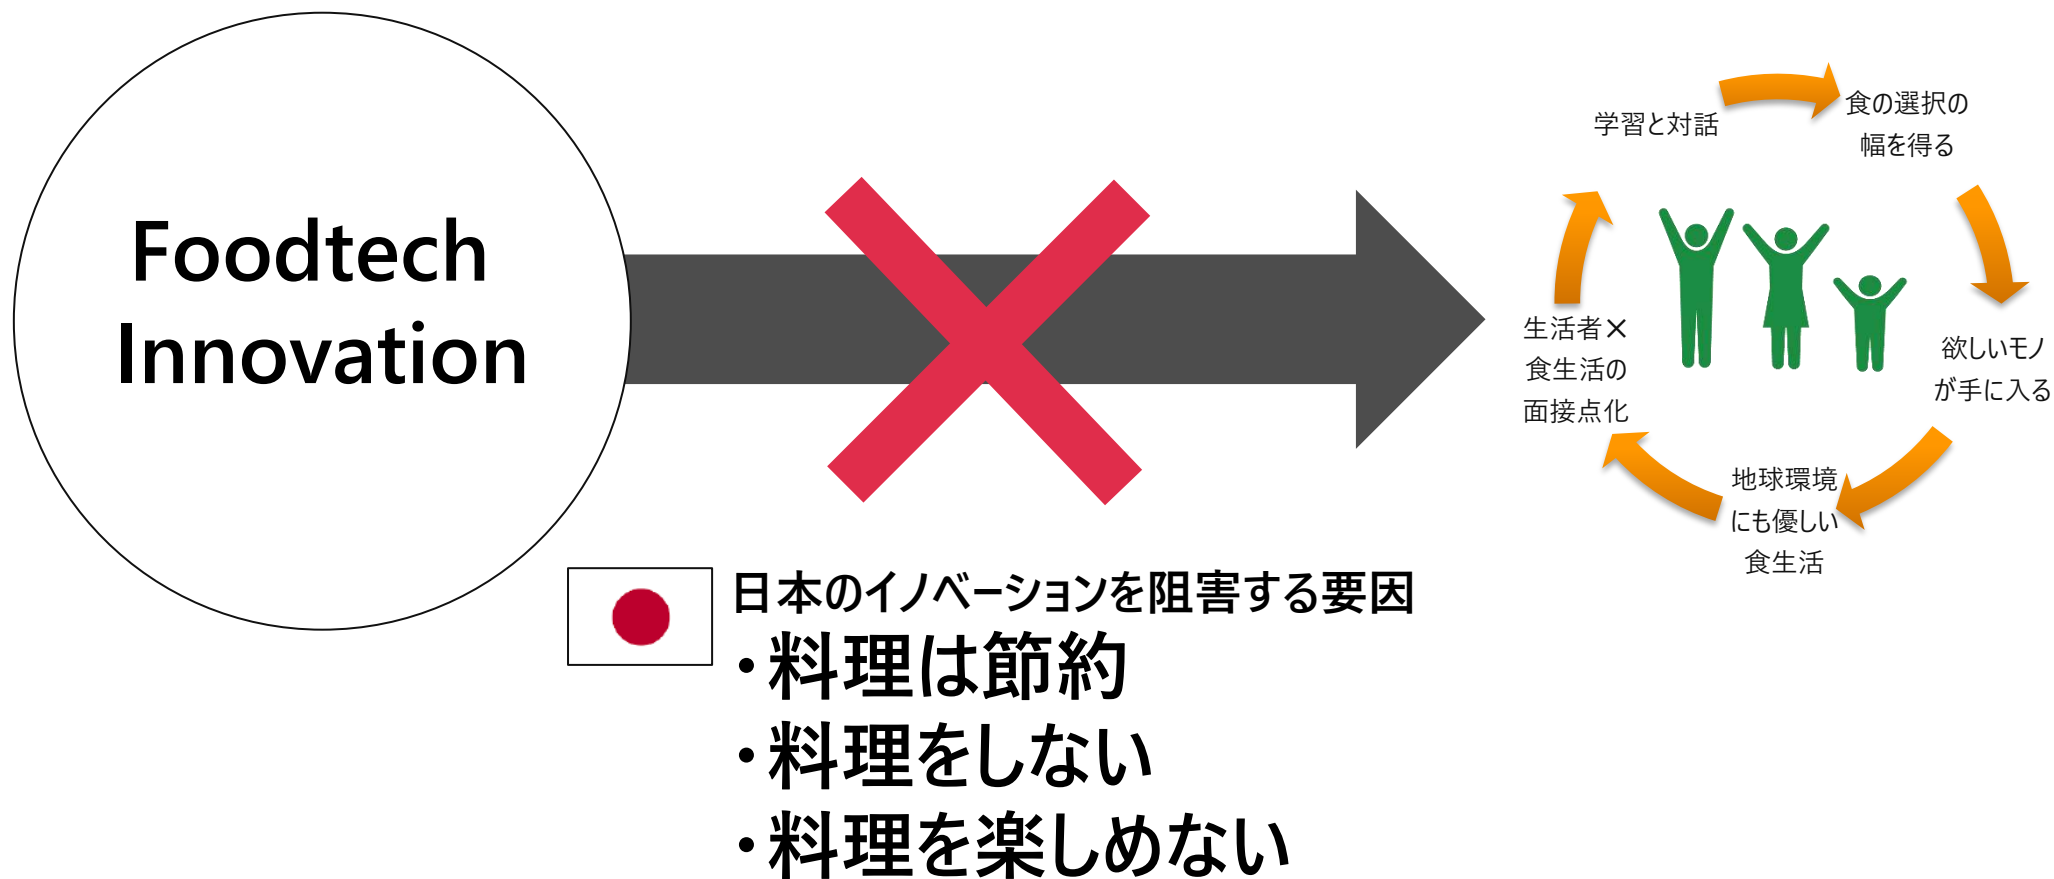 Foodtech
Innovation
学習と対話
食の選択の
幅を得る
欲しいモノ
が手に入る
地球環境
にも優しい
食生活
生活者×
食生活の
面接点化
日本のイノベーションを阻害する要因
・料理は節約
・料理をしない
・料理を楽しめない